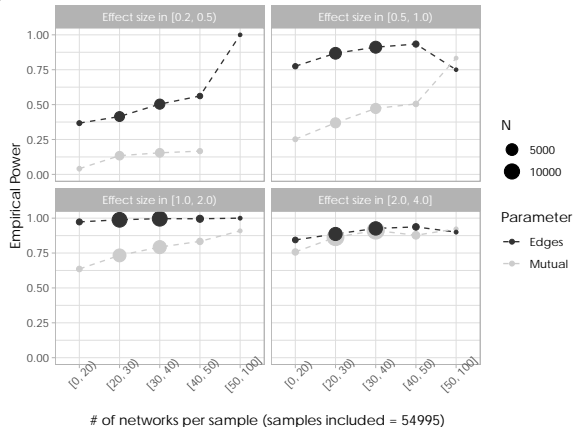 Effect size in [0.2, 0.5) Effect size in [0.5, 1.0)
1.00
0.75
0.50
0.25
0.00
Effect size in [1.0, 2.0) Effect size in [2.0, 4.0]
1.00
0.75
0.50
0.25
0.00
Empirical Power
[0, 20) [20, 30) [30, 40) [40, 50) [50, 100] [0, 20) [20, 30) [30, 40) [40, 50) [50, 100]
# of networks per sample (samples included = 54995)
N
5000
10000
Parameter
Edges
Mutual